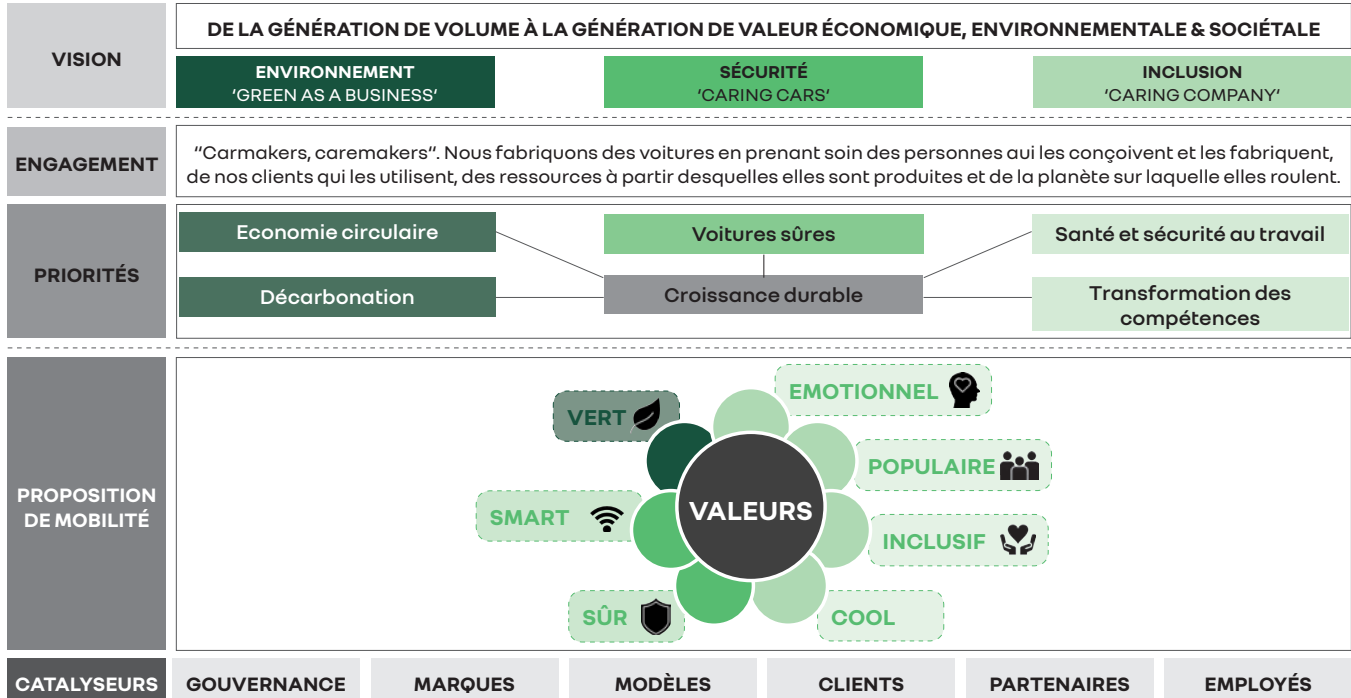 VISION
DE LA GÉNÉRATION DE VOLUME À LA GÉNÉRATION DE VALEUR ÉCONOMIQUE, ENVIRONNEMENTALE & SOCIÉTALE
ENVIRONNEMENT
‘GREEN AS A BUSINESS’
SÉCURITÉ
‘CARING CARS’
INCLUSION
‘CARING COMPANY’
ENGAGEMENT
“Carmakers, caremakers“. Nous fabriquons des voitures en prenant soin des personnes aui les conçoivent et les fabriquent,
de nos clients qui les utilisent, des ressources à partir desquelles elles sont produites et de la planète sur laquelle elles roulent.
PRIORITÉS
Economie circulaire
Voitures sûres
Santé et sécurité au travail
Décarbonation
Croissance durable
Transformation des
compétences
PROPOSITION
DE MOBILITÉ
EMOTIONNEL
VERT
POPULAIRE
SMART
VALEURS
INCLUSIF
SÛR
COOL
CATALYSEURS
GOUVERNANCE
MARQUES
MODÈLES
CLIENTS
PARTENAIRES
EMPLOYÉS